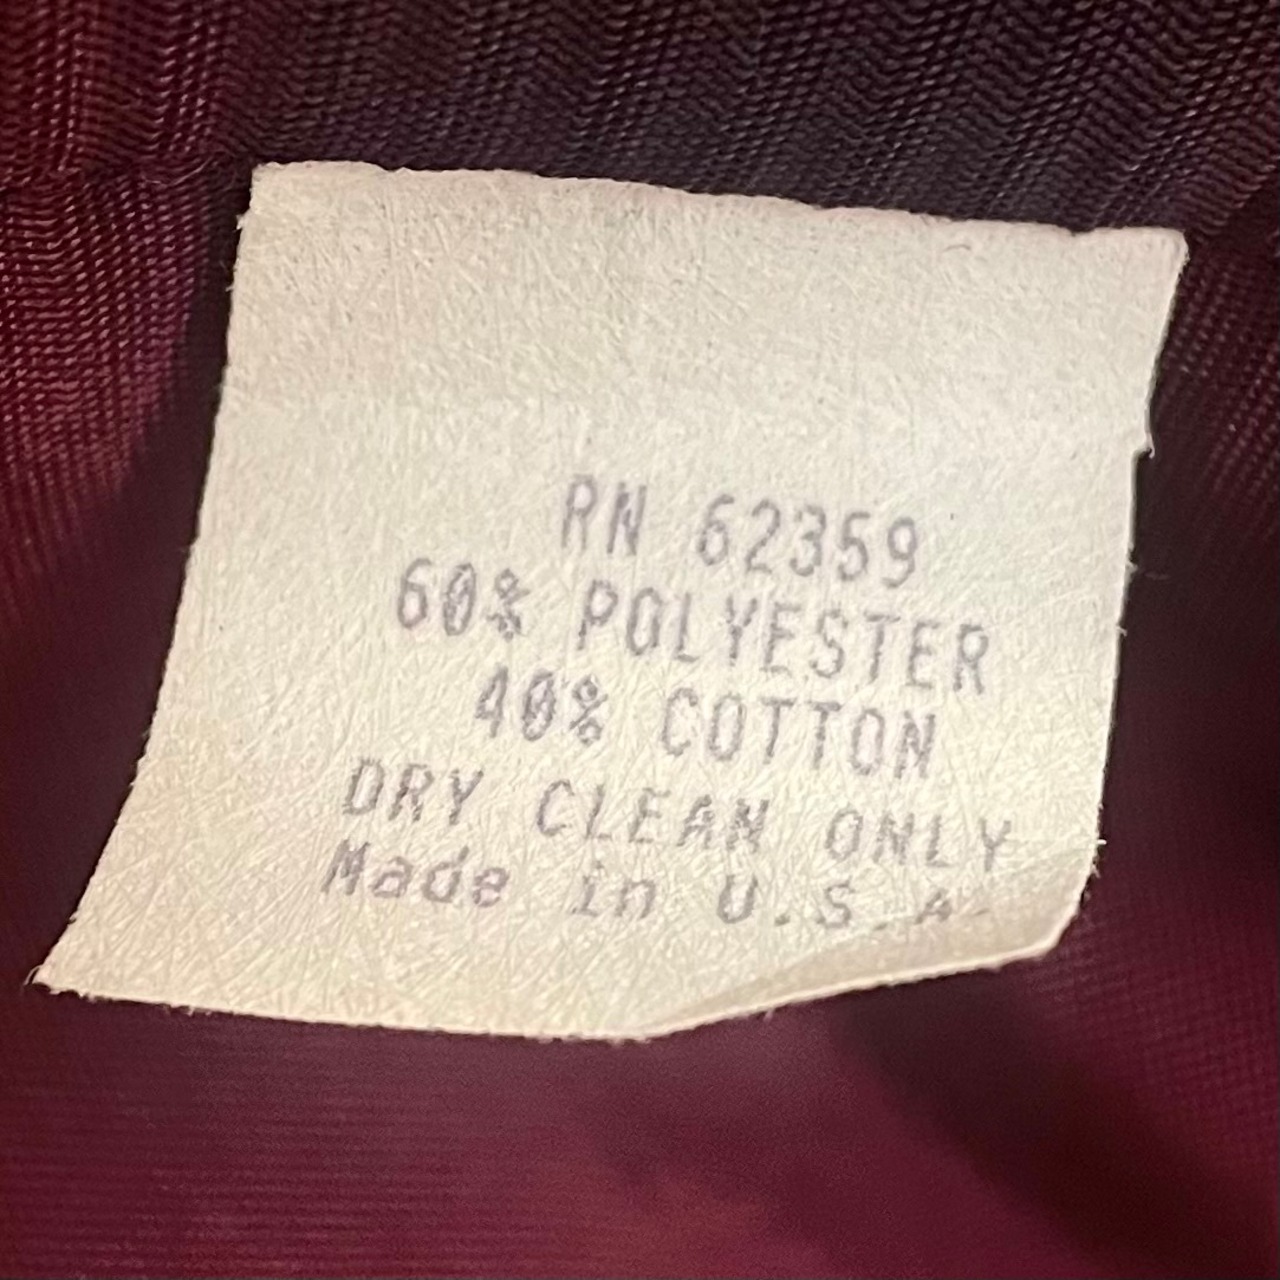 RN 62359
60% POLYESTER
40% COTTON
DRY CLEAN ONLY
Made in U.S.A.